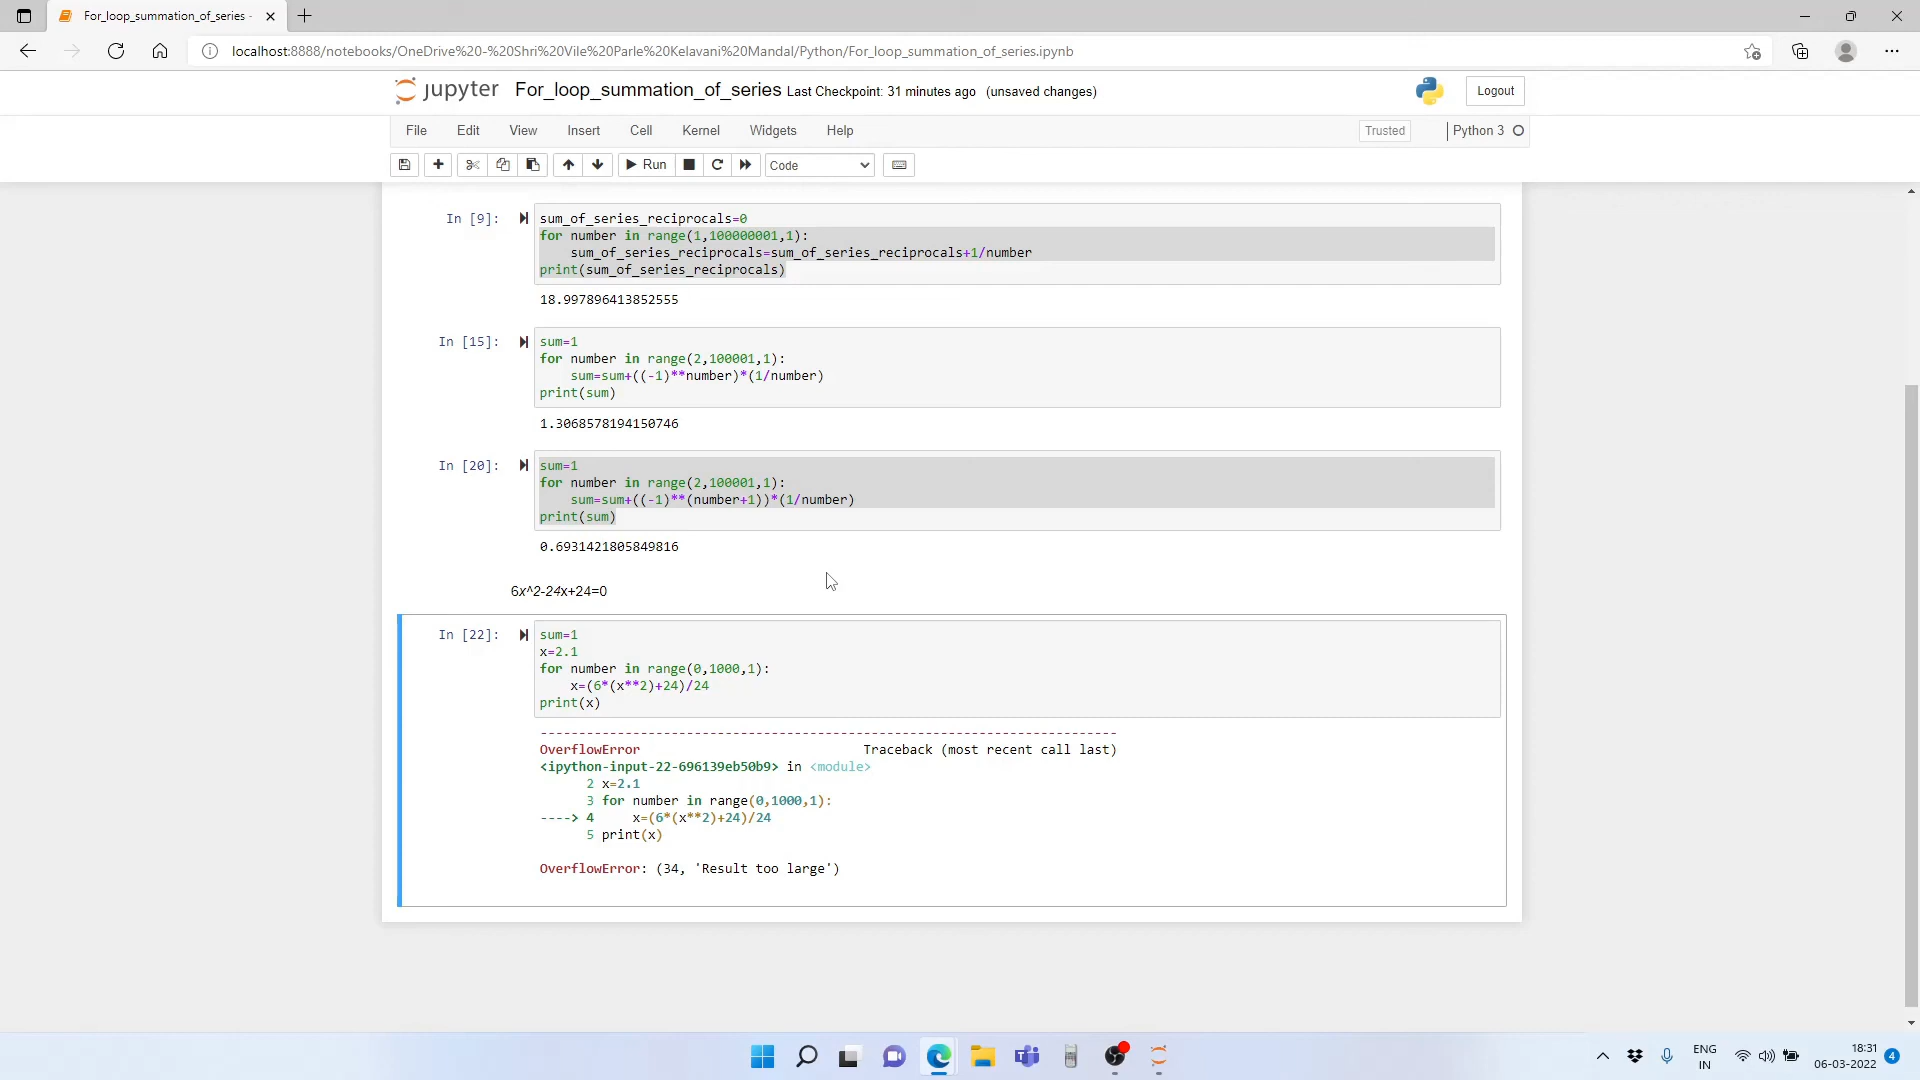 For_loop_summation_of_series -
localhost:8888/notebooks/OneDrive%20-%20Shri%20Vile%20Parle%20Kelavani%20Mandal/Python/For_loop_summation_of_series.ipynb
jupyter For_loop_summation_of_series Last Checkpoint: 31 minutes ago (unsaved changes)
Logout
File Edit View Insert Cell Kernel Widgets Help
Trusted
Python 3
Run
Code
In [9]: sum_of_series_reciprocals=0
for number in range(1,100000001,1):
    sum_of_series_reciprocals=sum_of_series_reciprocals+1/number
print(sum_of_series_reciprocals)
18.997896413852555
In [15]: sum=1
for number in range(2,100001,1):
    sum=sum+((-1)**number)*(1/number)
print(sum)
1.3068578194150746
In [20]: sum=1
for number in range(2,100001,1):
    sum=sum+((-1)**(number+1))*(1/number)
print(sum)
0.6931421805849816
6x^2-24x+24=0
In [22]: sum=1
x=2.1
for number in range(0,1000,1):
    x=(6*(x**2)+24)/24
print(x)
---------------------------------------------------------------------------
OverflowError                             Traceback (most recent call last)
<ipython-input-22-696139eb50b9> in <module>
      2 x=2.1
      3 for number in range(0,1000,1):
----> 4     x=(6*(x**2)+24)/24
      5 print(x)
OverflowError: (34, 'Result too large')
ENG
IN
18:31
06-03-2022
4